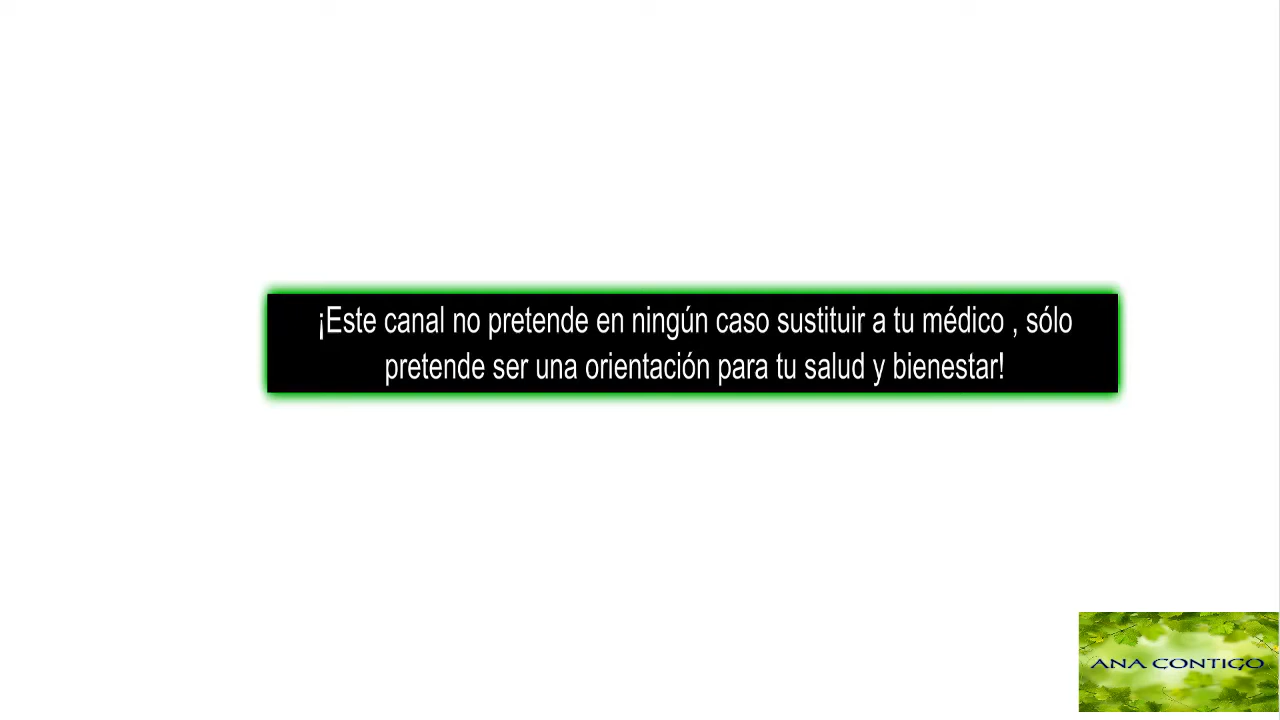 ¡Este canal no pretende en ningún caso sustituir a tu médico , sólo
pretende ser una orientación para tu salud y bienestar!
ANA CONTIGO